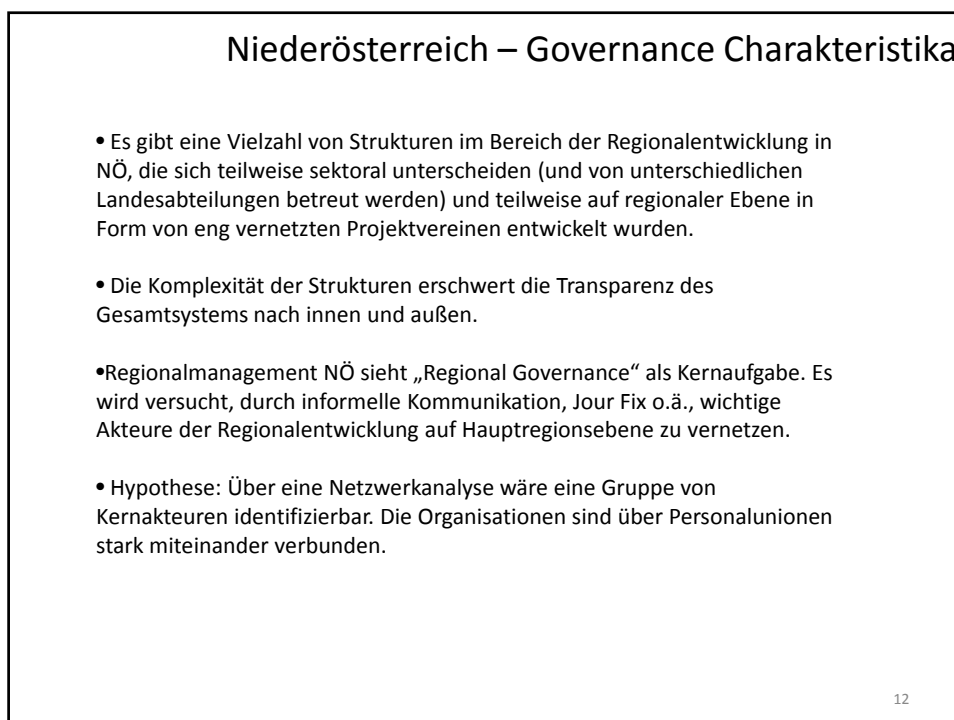 Niederösterreich – Governance Charakteristika
• Es gibt eine Vielzahl von Strukturen im Bereich der Regionalentwicklung in
NÖ, die sich teilweise sektoral unterscheiden (und von unterschiedlichen
Landesabteilungen betreut werden) und teilweise auf regionaler Ebene in
Form von eng vernetzten Projektvereinen entwickelt wurden.
• Die Komplexität der Strukturen erschwert die Transparenz des
Gesamtsystems nach innen und außen.
•Regionalmanagement NÖ sieht „Regional Governance“ als Kernaufgabe. Es
wird versucht, durch informelle Kommunikation, Jour Fix o.ä., wichtige
Akteure der Regionalentwicklung auf Hauptregionsebene zu vernetzen.
• Hypothese: Über eine Netzwerkanalyse wäre eine Gruppe von
Kernakteuren identifizierbar. Die Organisationen sind über Personalunionen
stark miteinander verbunden.
12